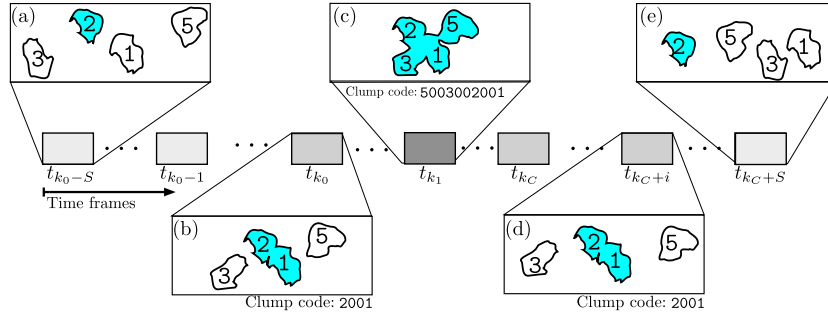 (a)
2
5
3
1
(c)
2
5
3
1
Clump code: 5003002001
(e)
2
5
3
1
t_{k_0-S}
t_{k_0-1}
t_{k_0}
t_{k_1}
t_{k_C}
t_{k_C+i}
t_{k_C+S}
Time frames
(b)
2
5
3
1
Clump code: 2001
(d)
2
5
3
1
Clump code: 2001